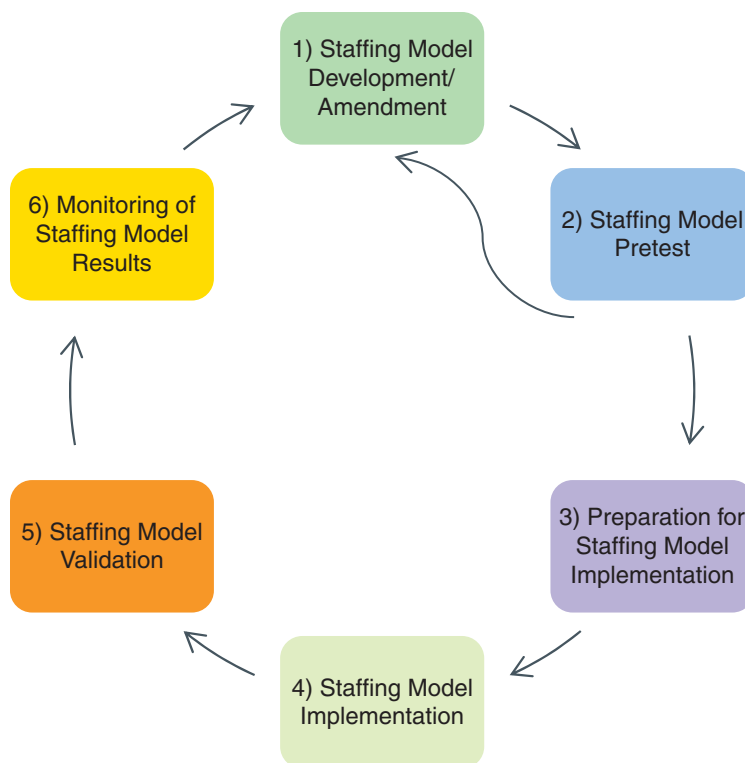 1) Staffing Model
Development/
Amendment
2) Staffing Model
Pretest
3) Preparation for
Staffing Model
Implementation
4) Staffing Model
Implementation
5) Staffing Model
Validation
6) Monitoring of
Staffing Model
Results